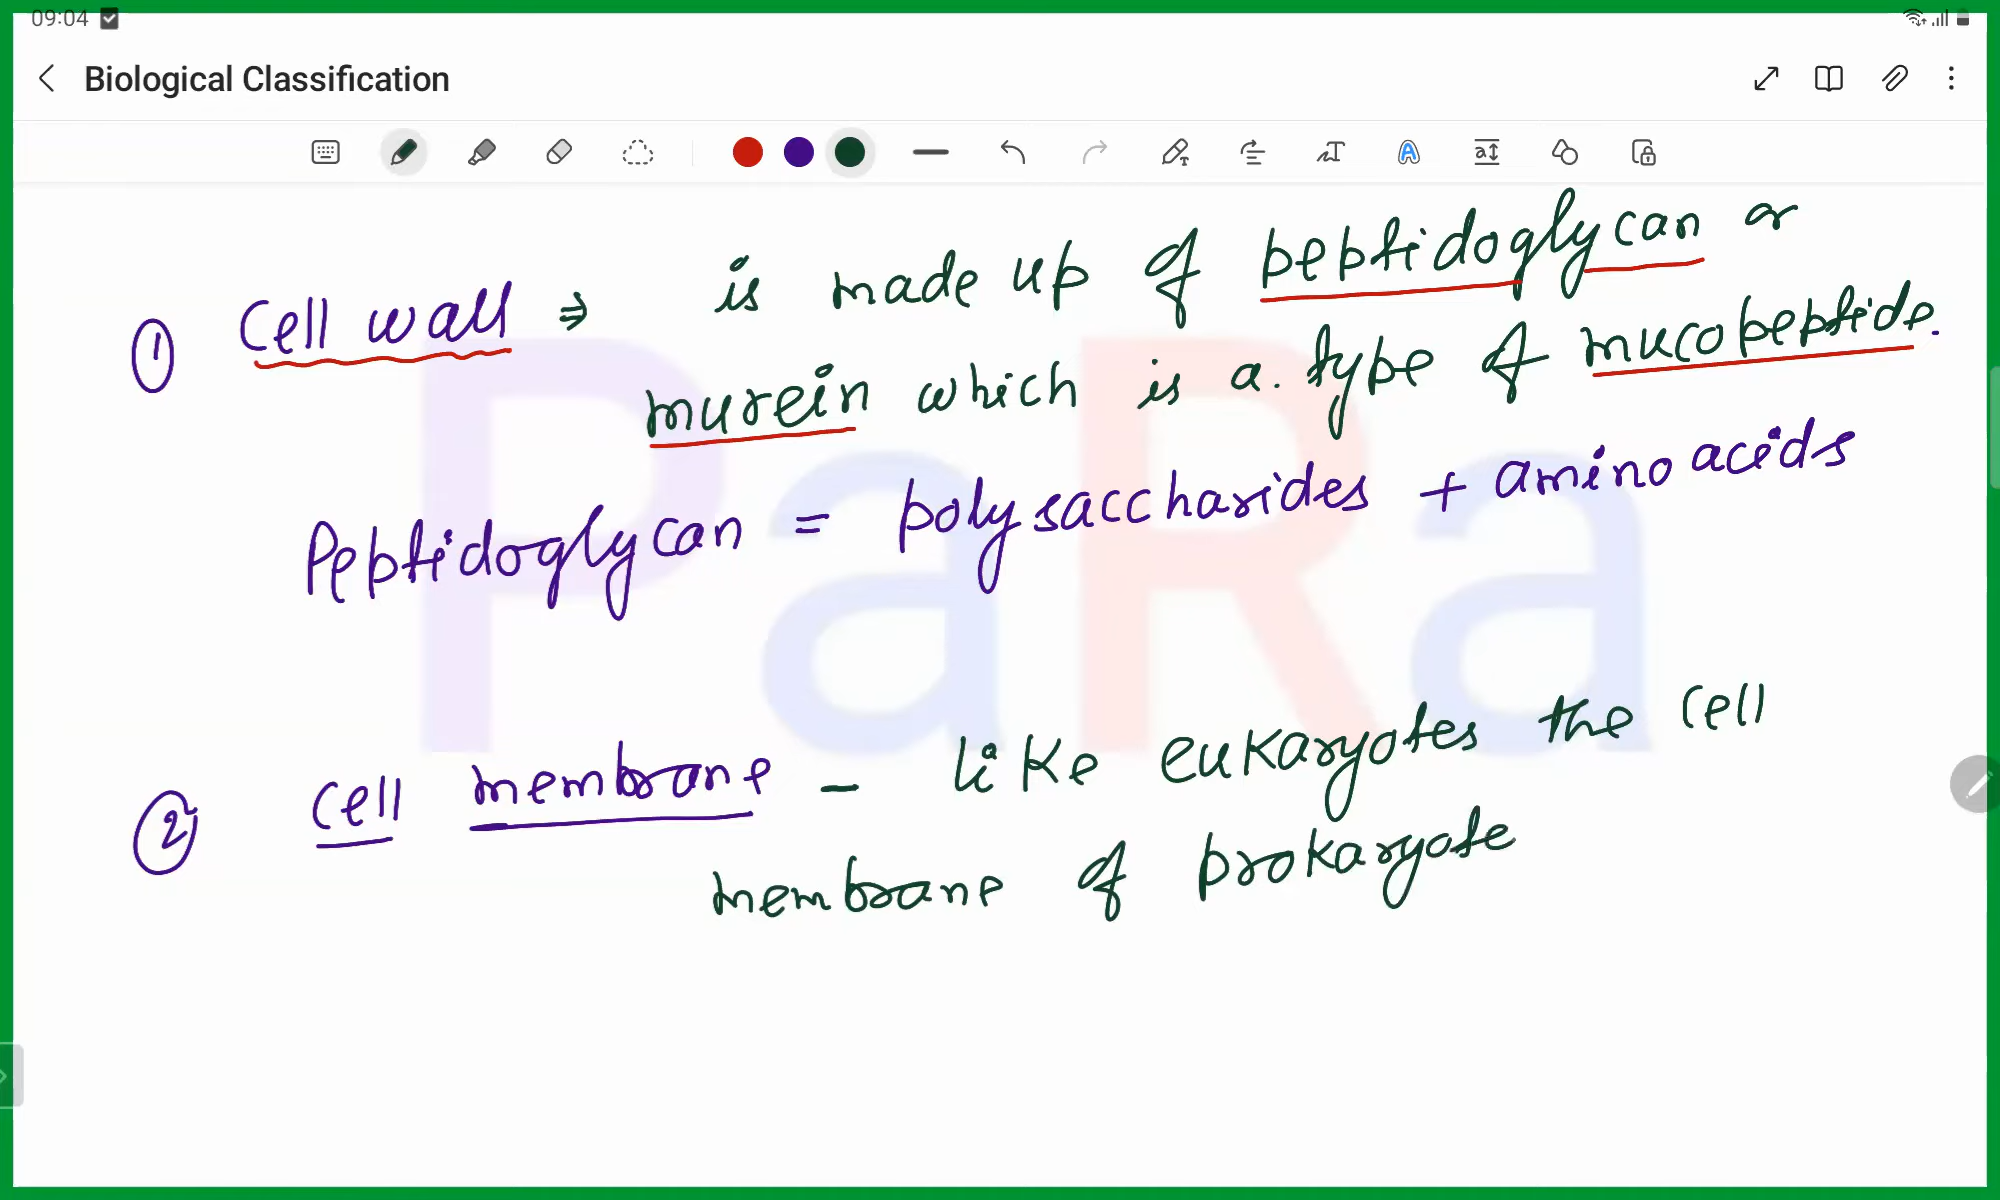 09:04
Biological Classification
① Cell wall ⇒ is made up of peptidoglycan or
murein which is a type of mucopeptide.
Peptidoglycan = polysaccharides + amino acids
② Cell membrane – like eukaryotes the cell
membrane of prokaryote
PaRa